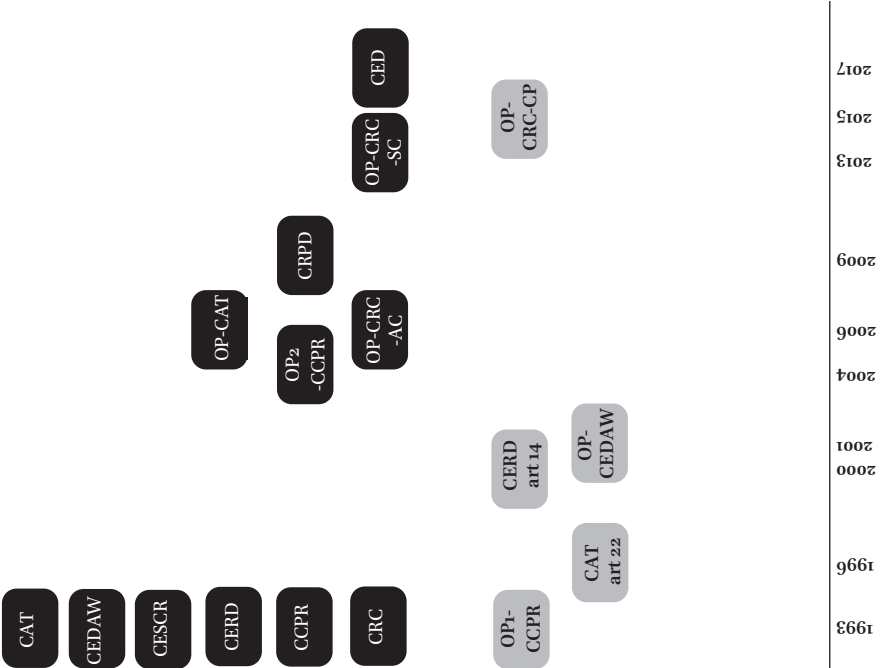 CAT
CEDAW
CESCR
CERD
CCPR
CRC
OP-CAT
OP2
-CCPR
OP-CRC
-AC
CRPD
OP-CRC
-SC
CED
OP1-
CCPR
CAT
art 22
CERD
art 14
OP-
CEDAW
OP-
CRC-CP
1993
1996
2000
2001
2004
2006
2009
2013
2015
2017